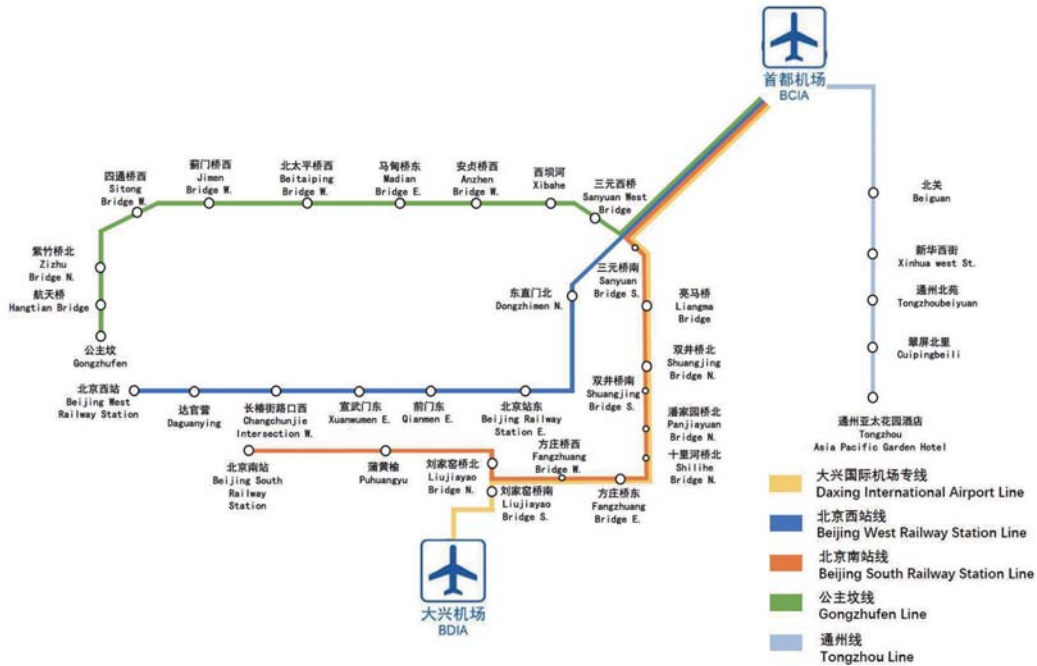 首都机场
BCIA
四通桥西
Sitong
Bridge W.
蓟门桥西
Jimen
Bridge W.
北太平桥西
Beitaiping
Bridge W.
马甸桥东
Madian
Bridge E.
安贞桥西
Anzhen
Bridge W.
西坝河
Xibahe
三元西桥
Sanyuan West
Bridge
北关
Beiguan
紫竹桥北
Zizhu
Bridge N.
航天桥
Hangtian Bridge
公主坟
Gongzhufen
三元桥南
Sanyuan
Bridge S.
东直门北
Dongzhimen N.
亮马桥
Liangma
Bridge
新华西街
Xinhua west St.
通州北苑
Tongzhoubeiyuan
翠屏北里
Cuipingbeili
双井桥北
Shuangjing
Bridge N.
双井桥南
Shuangjing
Bridge S.
北京西站
Beijing West
Railway Station
达官营
Daguanying
长椿街路口西
Changchunjie
Intersection W.
宣武门东
Xuanwumen E.
前门东
Qianmen E.
北京站东
Beijing Railway
Station E.
潘家园桥北
Panjiayuan
Bridge N.
十里河桥北
Shilihe
Bridge N.
通州亚太花园酒店
Tongzhou
Asia Pacific Garden Hotel
北京南站
Beijing South
Railway
Station
蒲黄榆
Puhuangyu
刘家窑桥北
Liujiayao
Bridge N.
方庄桥西
Fangzhuang
Bridge W.
刘家窑桥南
Liujiayao
Bridge S.
方庄桥东
Fangzhuang
Bridge E.
大兴机场
BDIA
大兴国际机场专线
Daxing International Airport Line
北京西站线
Beijing West Railway Station Line
北京南站线
Beijing South Railway Station Line
公主坟线
Gongzhufen Line
通州线
Tongzhou Line